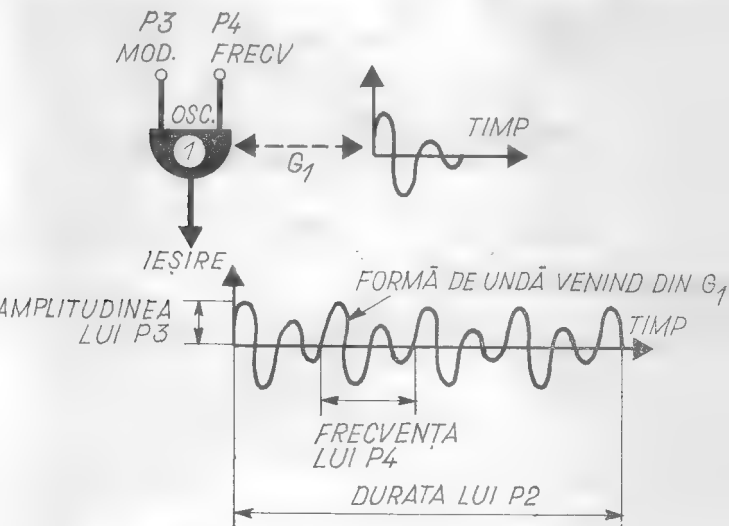 P3 P4
MOD. FRECV
OSC.
1
G1
TIMP
IEȘIRE
FORMĂ DE UNDĂ VENIND DIN G1
AMPLITUDINEA
LUI P3
TIMP
FRECVENȚA
LUI P4
DURATA LUI P2